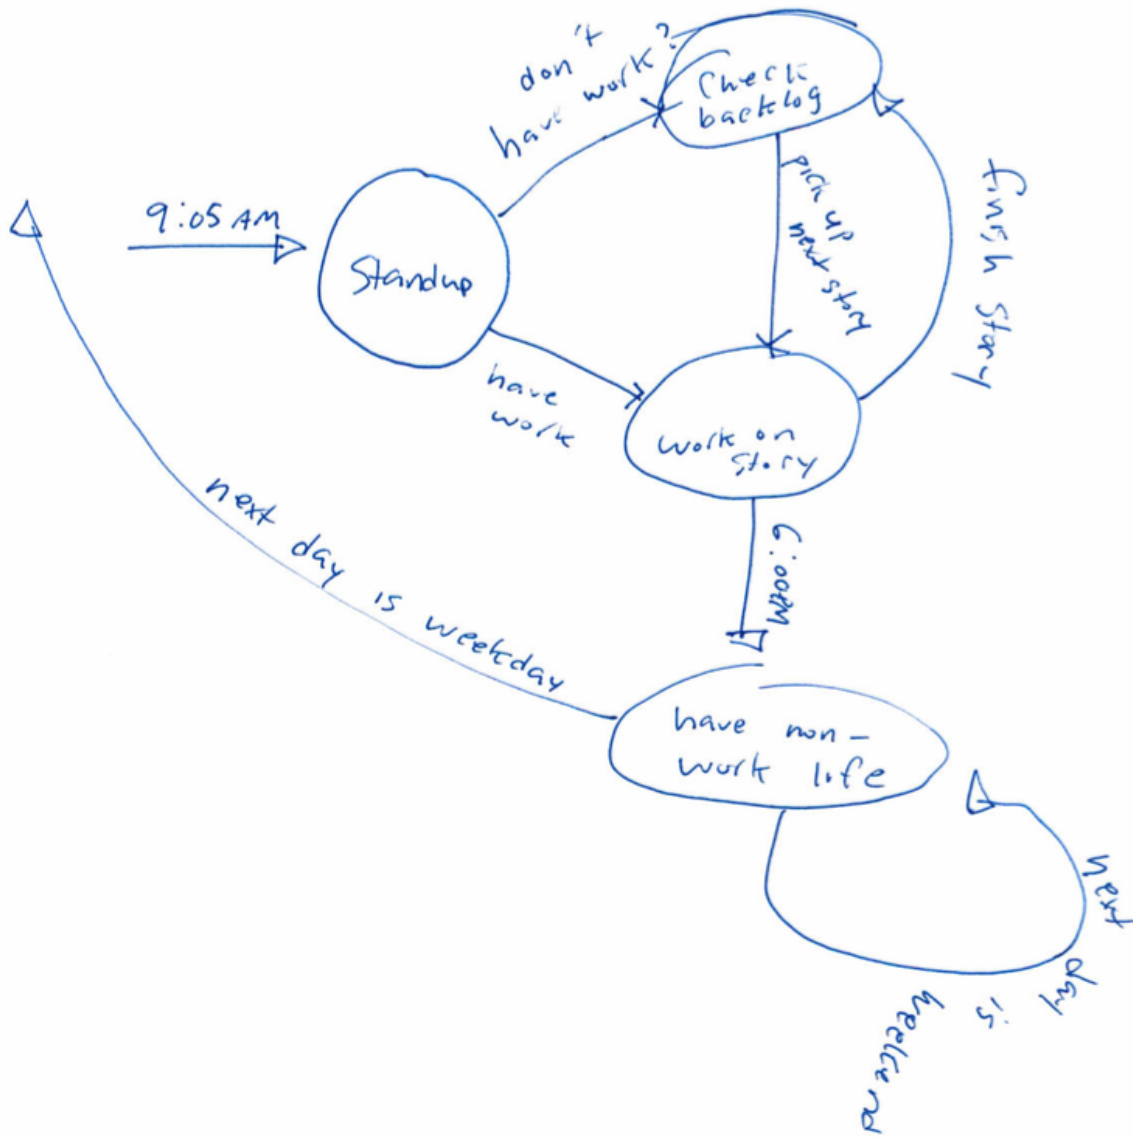 don't
have work?
Check
backlog
9:05 AM
Standup
pick up
next story
finish story
have
work
work on
story
6:00PM
next day is weekday
have non-
work life
next
day
is
weekend